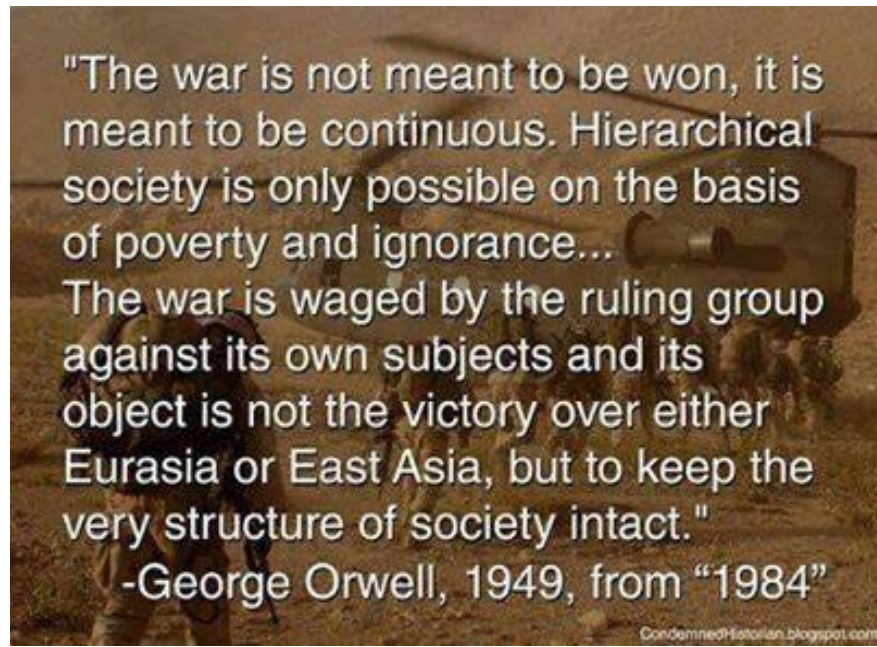 "The war is not meant to be won, it is
meant to be continuous. Hierarchical
society is only possible on the basis
of poverty and ignorance...
The war is waged by the ruling group
against its own subjects and its
object is not the victory over either
Eurasia or East Asia, but to keep the
very structure of society intact."
-George Orwell, 1949, from “1984”
CondemnedHistorian.blogspot.com